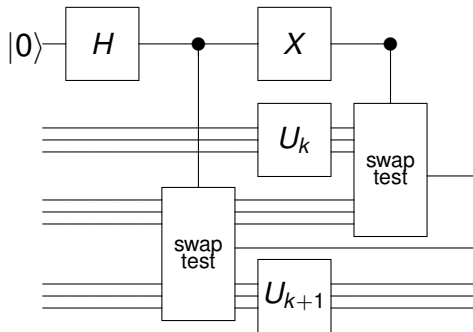 |0⟩ H X
U_k
swap
test
swap
test
U_{k+1}